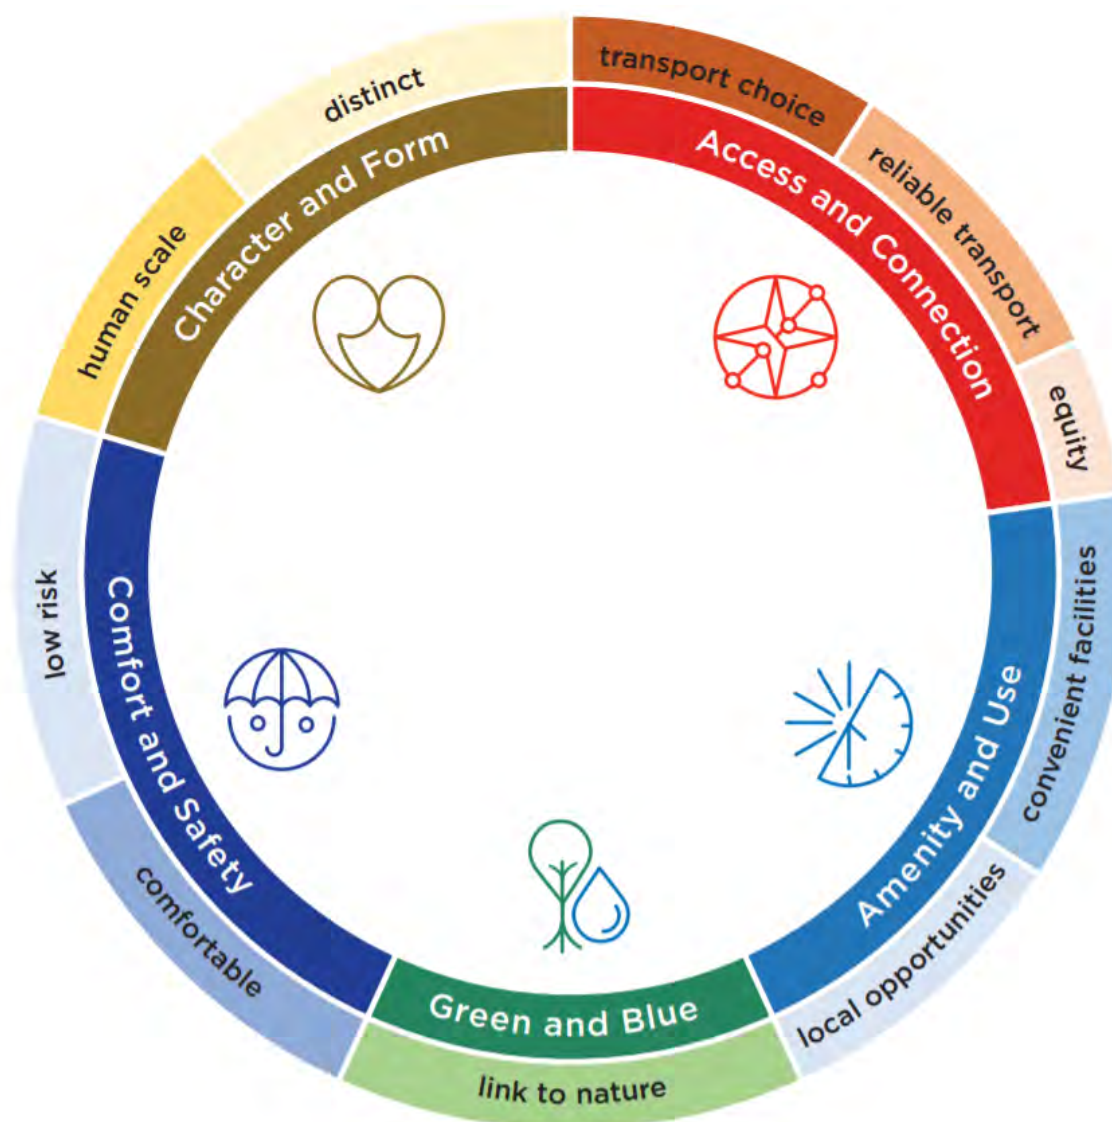 distinct
transport choice
Character and Form
Access and Connection
reliable transport
human scale
equity
low risk
Comfort and Safety
convenient facilities
Amenity and Use
comfortable
local opportunities
Green and Blue
link to nature